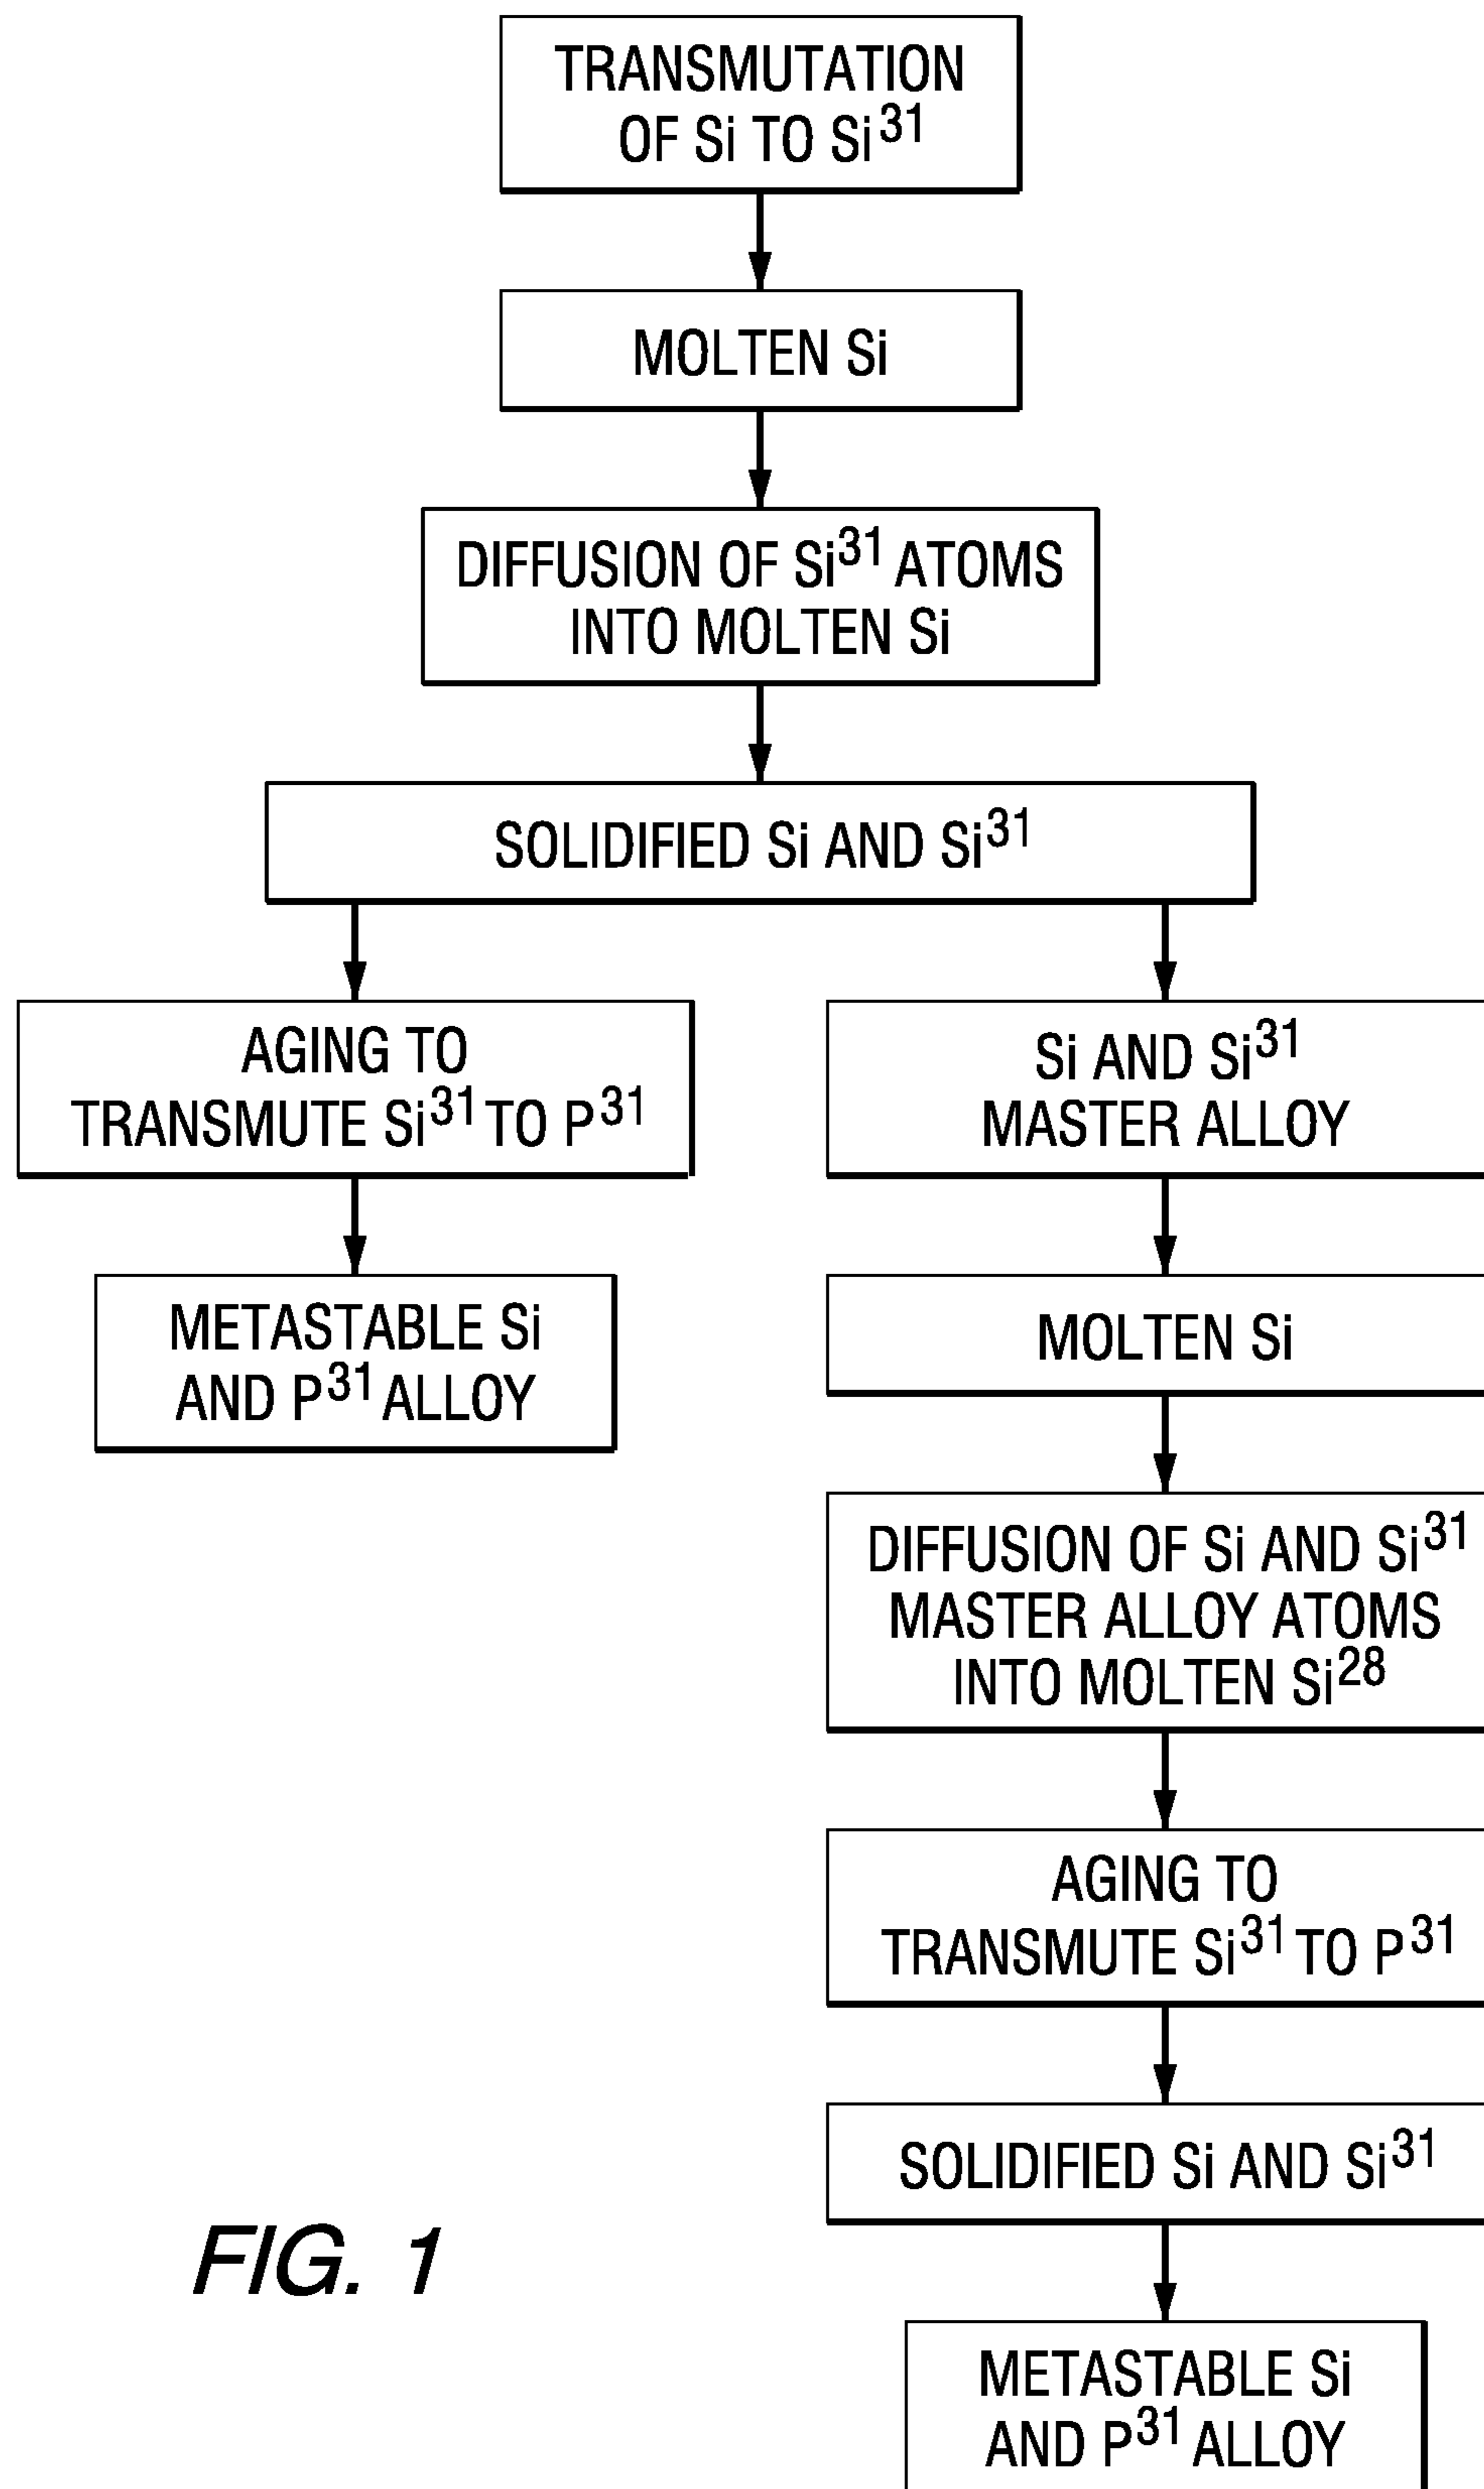 TRANSMUTATION
OF Si TO Si³¹
MOLTEN Si
DIFFUSION OF Si³¹ ATOMS
INTO MOLTEN Si
SOLIDIFIED Si AND Si³¹
AGING TO
TRANSMUTE Si³¹ TO P³¹
METASTABLE Si
AND P³¹ ALLOY
Si AND Si³¹
MASTER ALLOY
MOLTEN Si
DIFFUSION OF Si AND Si³¹
MASTER ALLOY ATOMS
INTO MOLTEN Si²⁸
AGING TO
TRANSMUTE Si³¹ TO P³¹
SOLIDIFIED Si AND Si³¹
METASTABLE Si
AND P³¹ ALLOY
FIG. 1